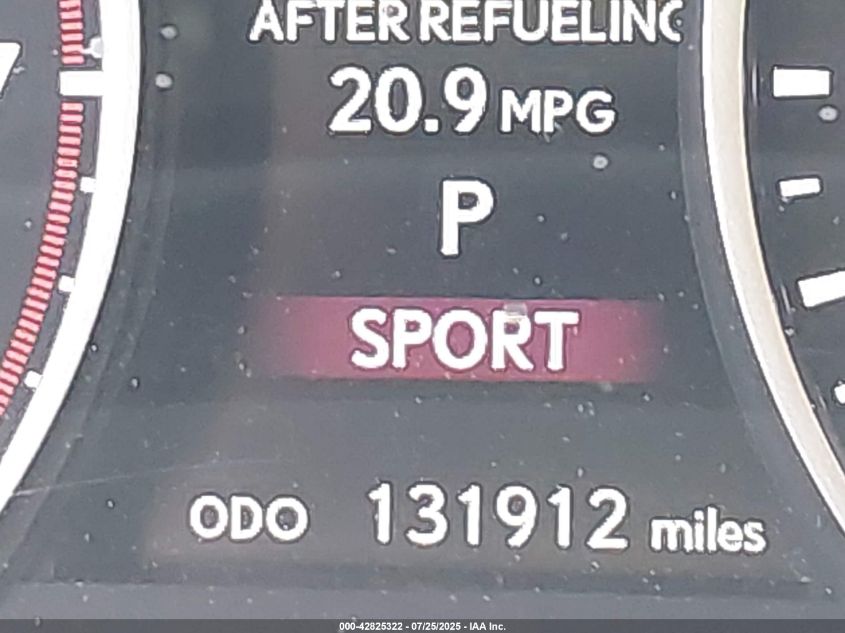 AFTER REFUELING
20.9 MPG
P
SPORT
ODO 131912 miles
000-42825322 - 07/25/2025 - IAA Inc.